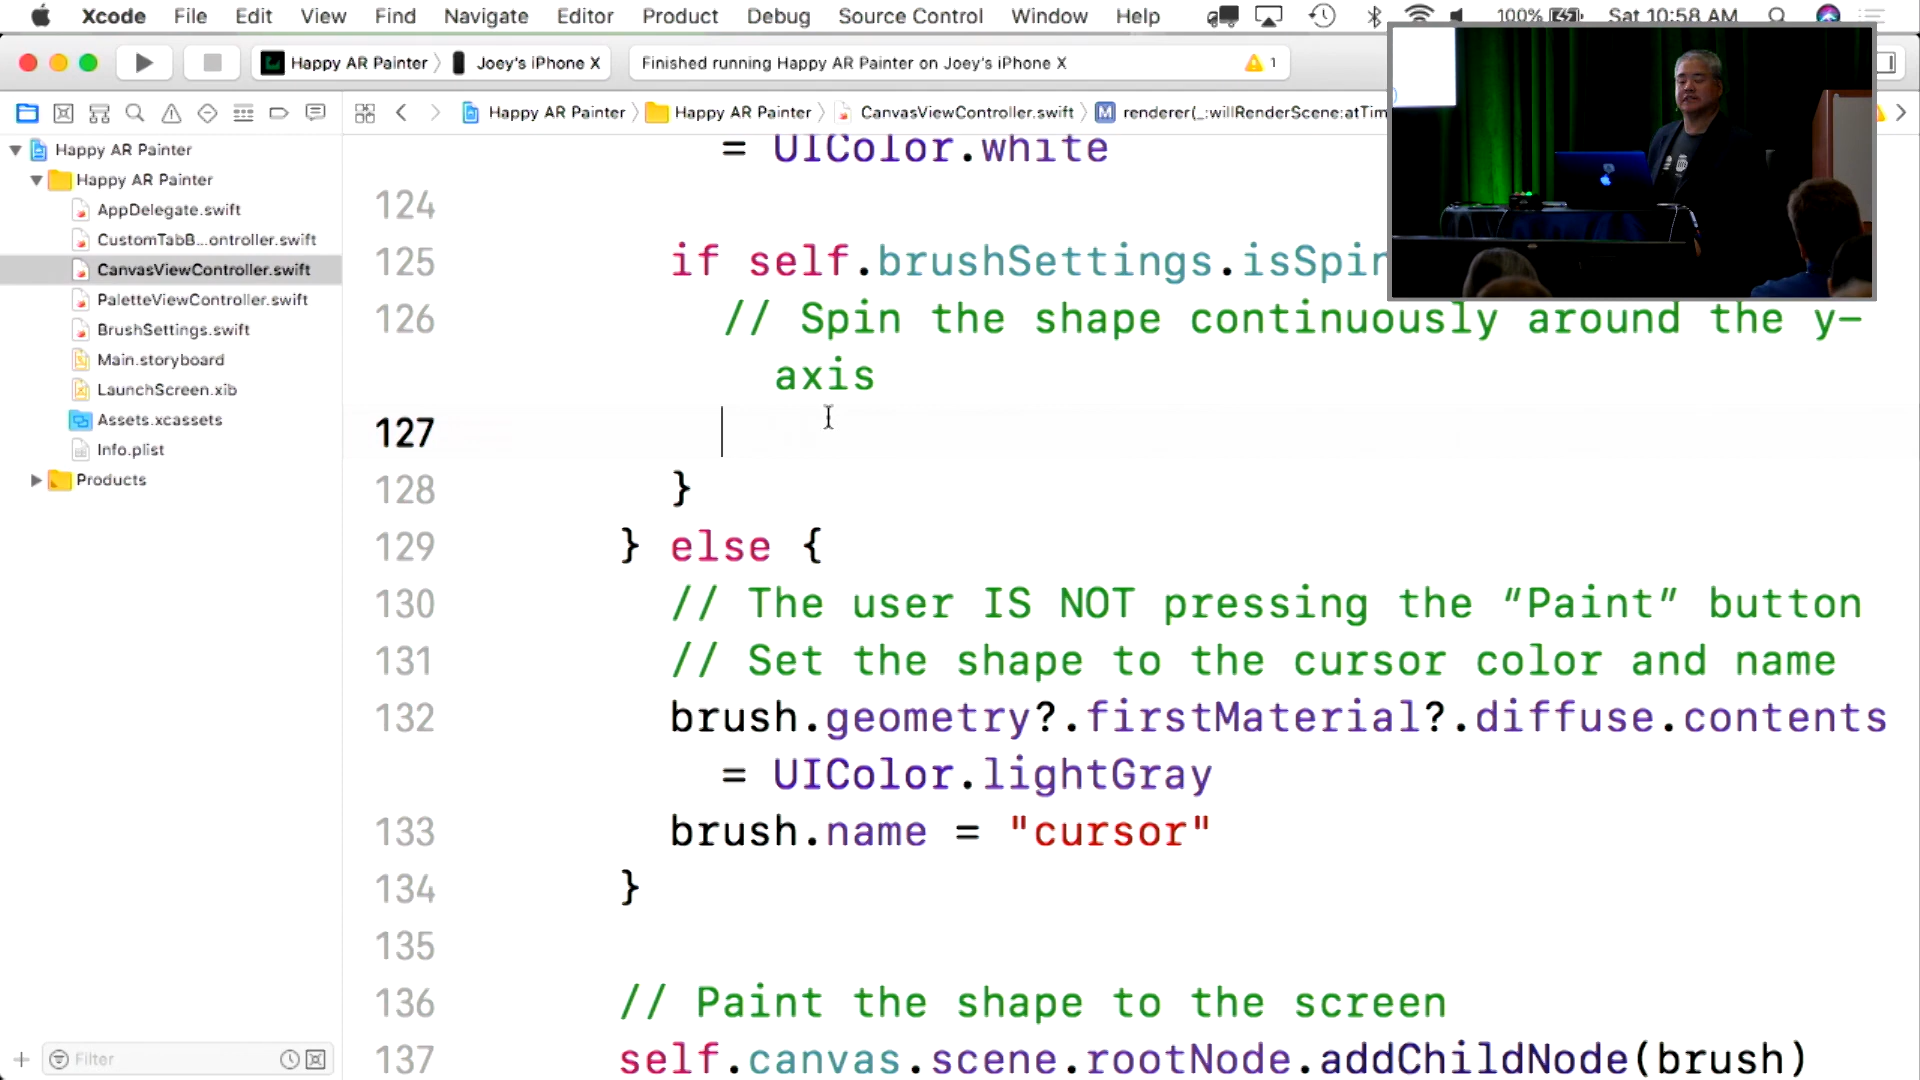 Xcode File Edit View Find Navigate Editor Product Debug Source Control Window Help 100% Sat 10:58 AM
Happy AR Painter Joey's iPhone X Finished running Happy AR Painter on Joey's iPhone X 1
Happy AR Painter Happy AR Painter CanvasViewController.swift M renderer(_:willRenderScene:atTim
Happy AR Painter
Happy AR Painter
AppDelegate.swift
CustomTabB...ontroller.swift
CanvasViewController.swift
PaletteViewController.swift
BrushSettings.swift
Main.storyboard
LaunchScreen.xib
Assets.xcassets
Info.plist
Products
Filter
= UIColor.white
124
125 if self.brushSettings.isSpin
126 // Spin the shape continuously around the y-
axis
127
128 }
129 } else {
130 // The user IS NOT pressing the “Paint” button
131 // Set the shape to the cursor color and name
132 brush.geometry?.firstMaterial?.diffuse.contents
= UIColor.lightGray
133 brush.name = "cursor"
134 }
135
136 // Paint the shape to the screen
137 self.canvas.scene.rootNode.addChildNode(brush)